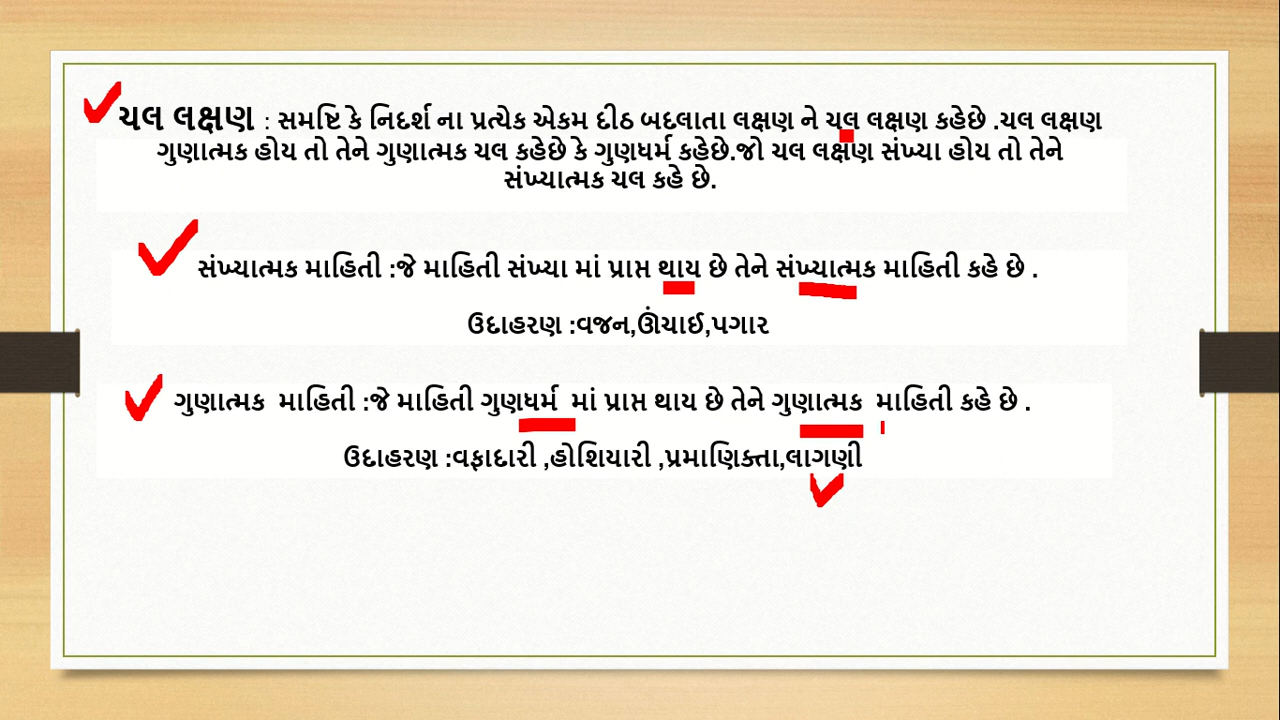 ચલ લક્ષણ : સમષ્ટિ કે નિદર્શ ના પ્રત્યેક એકમ દીઠ બદલાતા લક્ષણ ને ચલ લક્ષણ કહેછે .ચલ લક્ષણ
ગુણાત્મક હોય તો તેને ગુણાત્મક ચલ કહેછે કે ગુણધર્મ કહેછે.જો ચલ લક્ષણ સંખ્યા હોય તો તેને
સંખ્યાત્મક ચલ કહે છે.
સંખ્યાત્મક માહિતી :જે માહિતી સંખ્યા માં પ્રાપ્ત થાય છે તેને સંખ્યાત્મક માહિતી કહે છે .
ઉદાહરણ :વજન,ઊંચાઈ,પગાર
ગુણાત્મક  માહિતી :જે માહિતી ગુણધર્મ  માં પ્રાપ્ત થાય છે તેને ગુણાત્મક  માહિતી કહે છે .
ઉદાહરણ :વફાદારી ,હોશિયારી ,પ્રમાણિક્તા,લાગણી